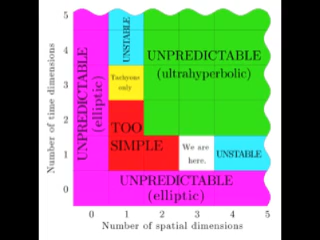 5
4
3
2
1
0
Number of time dimensions
UNPREDICTABLE
(elliptic)
UNSTABLE
UNPREDICTABLE
(ultrahyperbolic)
Tachyons
only
TOO
SIMPLE
We are
here.
UNSTABLE
UNPREDICTABLE
(elliptic)
0 1 2 3 4 5
Number of spatial dimensions